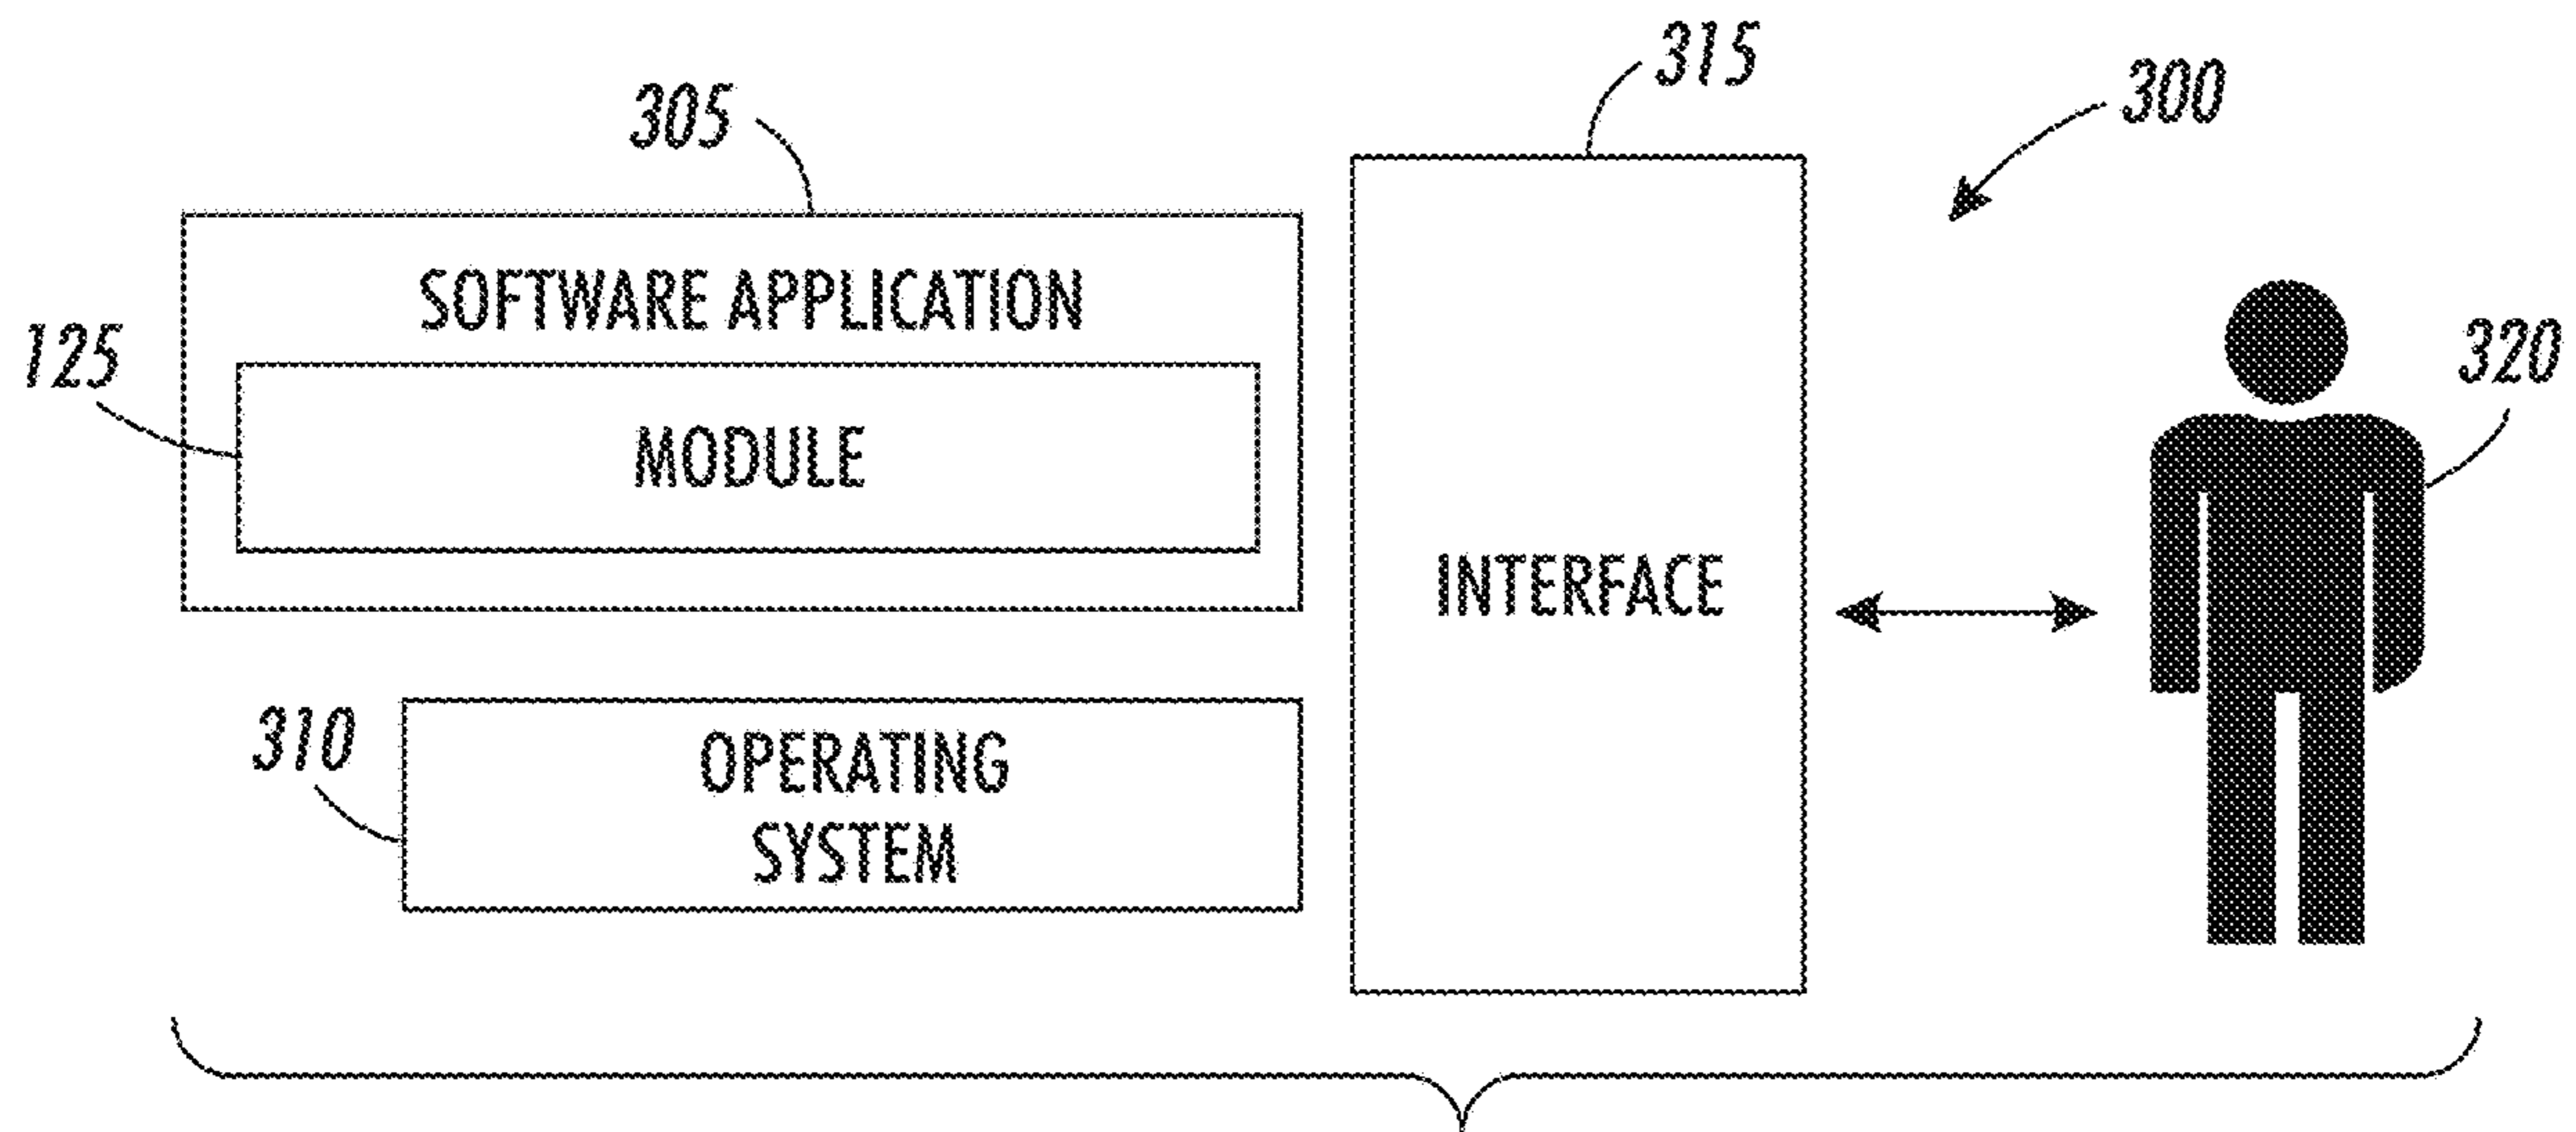 315
300
305
SOFTWARE APPLICATION
125
320
MODULE
INTERFACE
310
OPERATING
SYSTEM